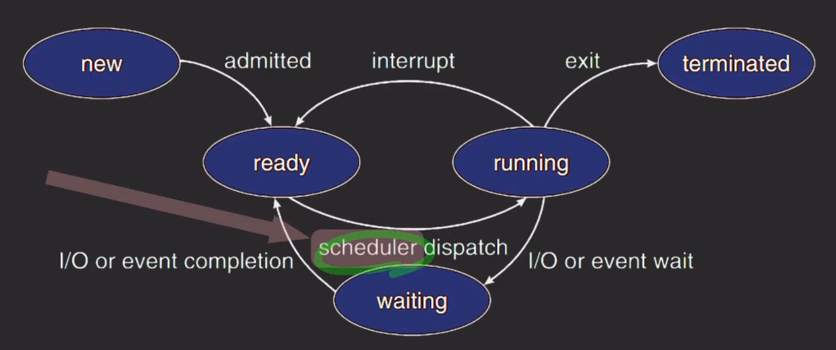 new
admitted
interrupt
exit
terminated
ready
running
scheduler dispatch
I/O or event completion
I/O or event wait
waiting